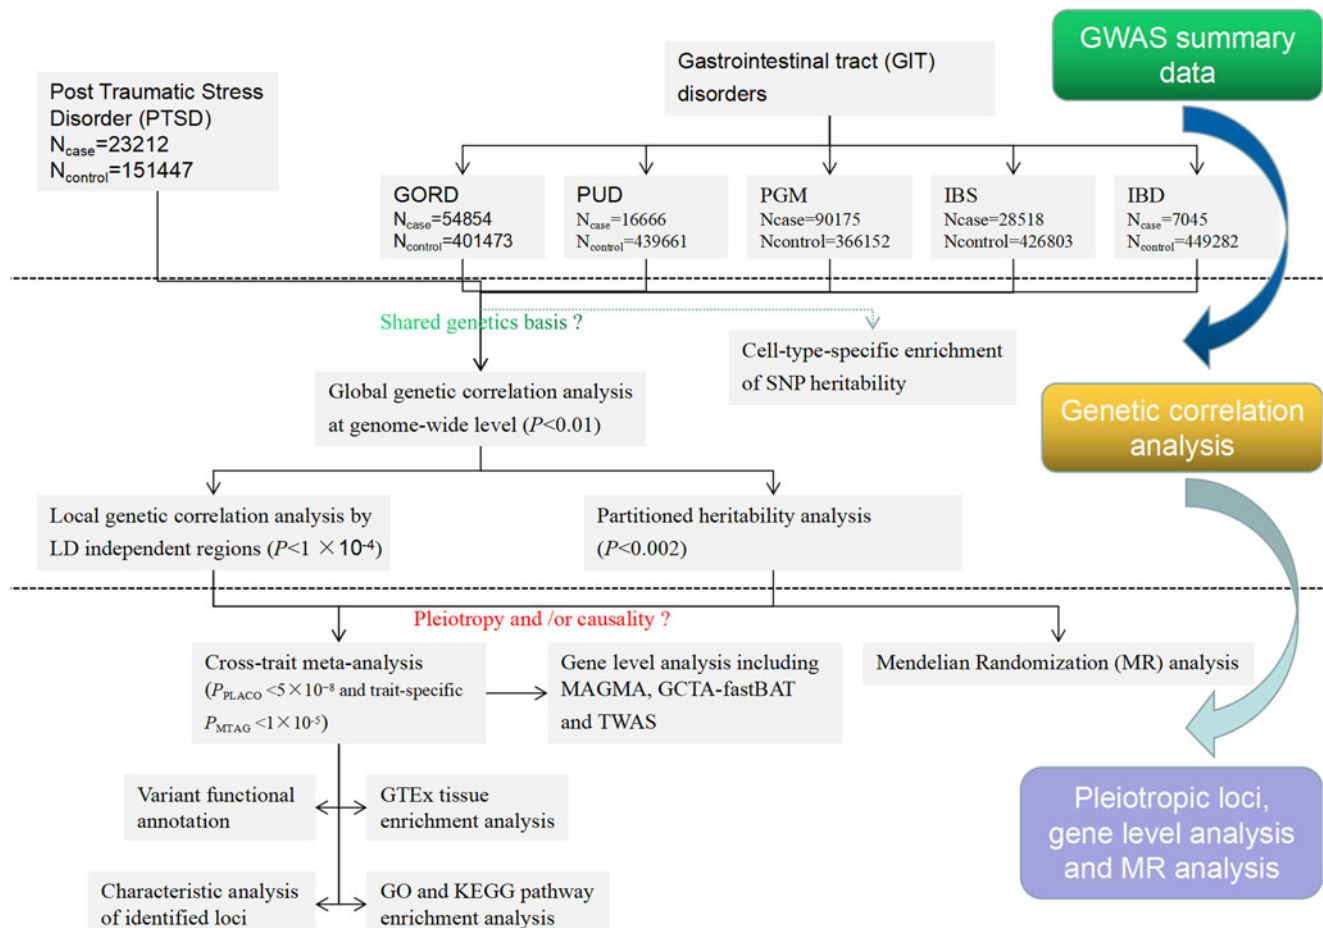 GWAS summary
data
Post Traumatic Stress
Disorder (PTSD)
Ncase=23212
Ncontrol=151447
Gastrointestinal tract (GIT)
disorders
GORD
Ncase=54854
Ncontrol=401473
PUD
Ncase=16666
Ncontrol=439661
PGM
Ncase=90175
Ncontrol=366152
IBS
Ncase=28518
Ncontrol=426803
IBD
Ncase=7045
Ncontrol=449282
Shared genetics basis ?
Cell-type-specific enrichment
of SNP heritability
Global genetic correlation analysis
at genome-wide level (P<0.01)
Genetic correlation
analysis
Local genetic correlation analysis by
LD independent regions (P<1 ×10-4)
Partitioned heritability analysis
(P<0.002)
Pleiotropy and /or causality ?
Cross-trait meta-analysis
(PPLACO <5×10-8 and trait-specific
PMTAG <1×10-5)
Gene level analysis including
MAGMA, GCTA-fastBAT
and TWAS
Mendelian Randomization (MR) analysis
Variant functional
annotation
GTEx tissue
enrichment analysis
Pleiotropic loci,
gene level analysis
and MR analysis
Characteristic analysis
of identified loci
GO and KEGG pathway
enrichment analysis